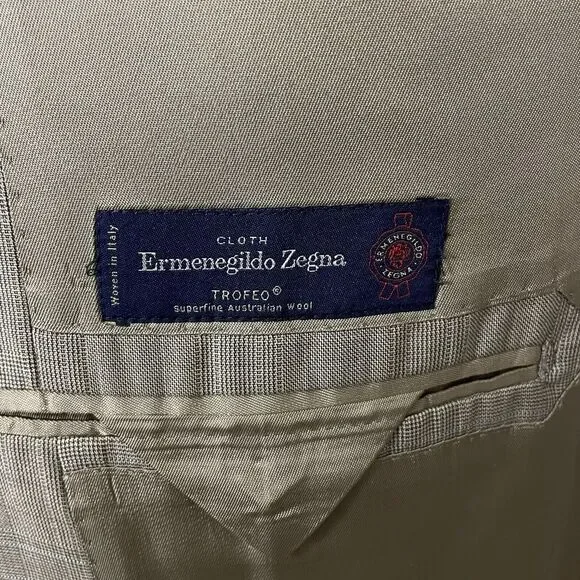 Woven in Italy
CLOTH
Ermenegildo Zegna
TROFEO®
Superfine Australian Wool
ERMENEGILDO
ZEGNA